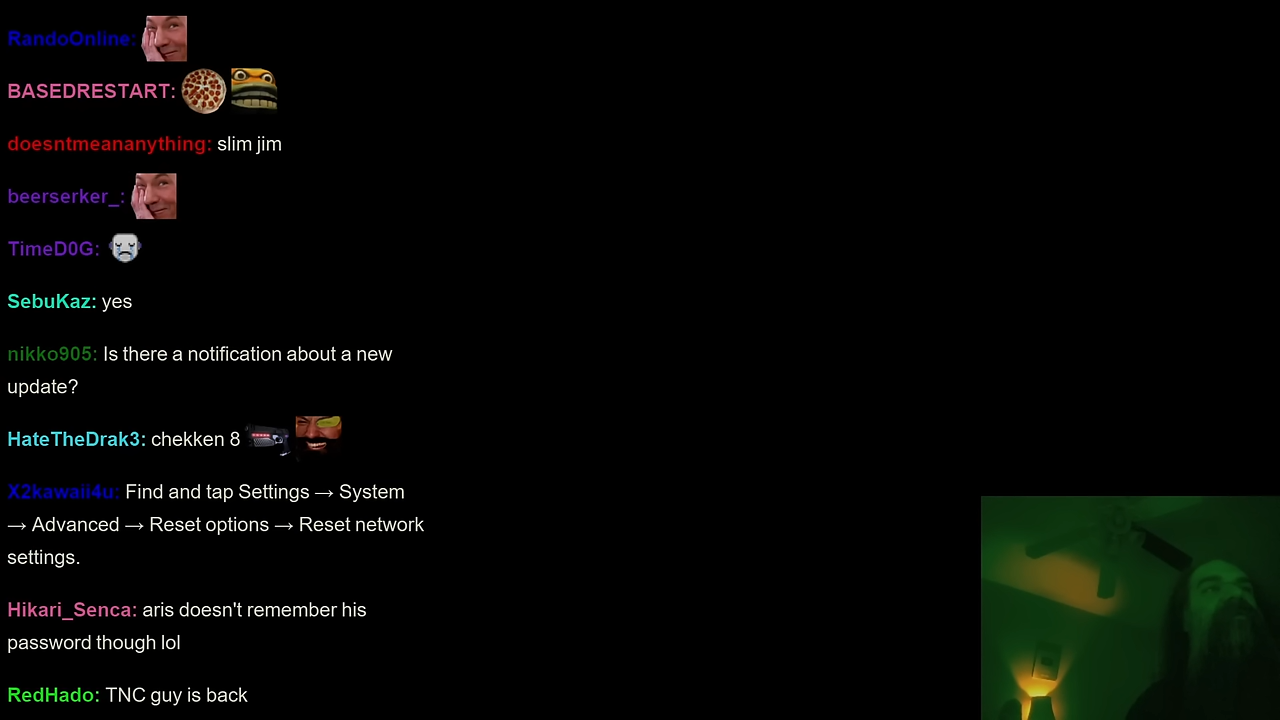 RandoOnline:
BASEDRESTART:
doesntmeananything: slim jim
beerserker_:
TimeD0G:
SebuKaz: yes
nikko905: Is there a notification about a new
update?
HateTheDrak3: chekken 8
X2kawaii4u: Find and tap Settings → System
→ Advanced → Reset options → Reset network
settings.
Hikari_Senca: aris doesn't remember his
password though lol
RedHado: TNC guy is back